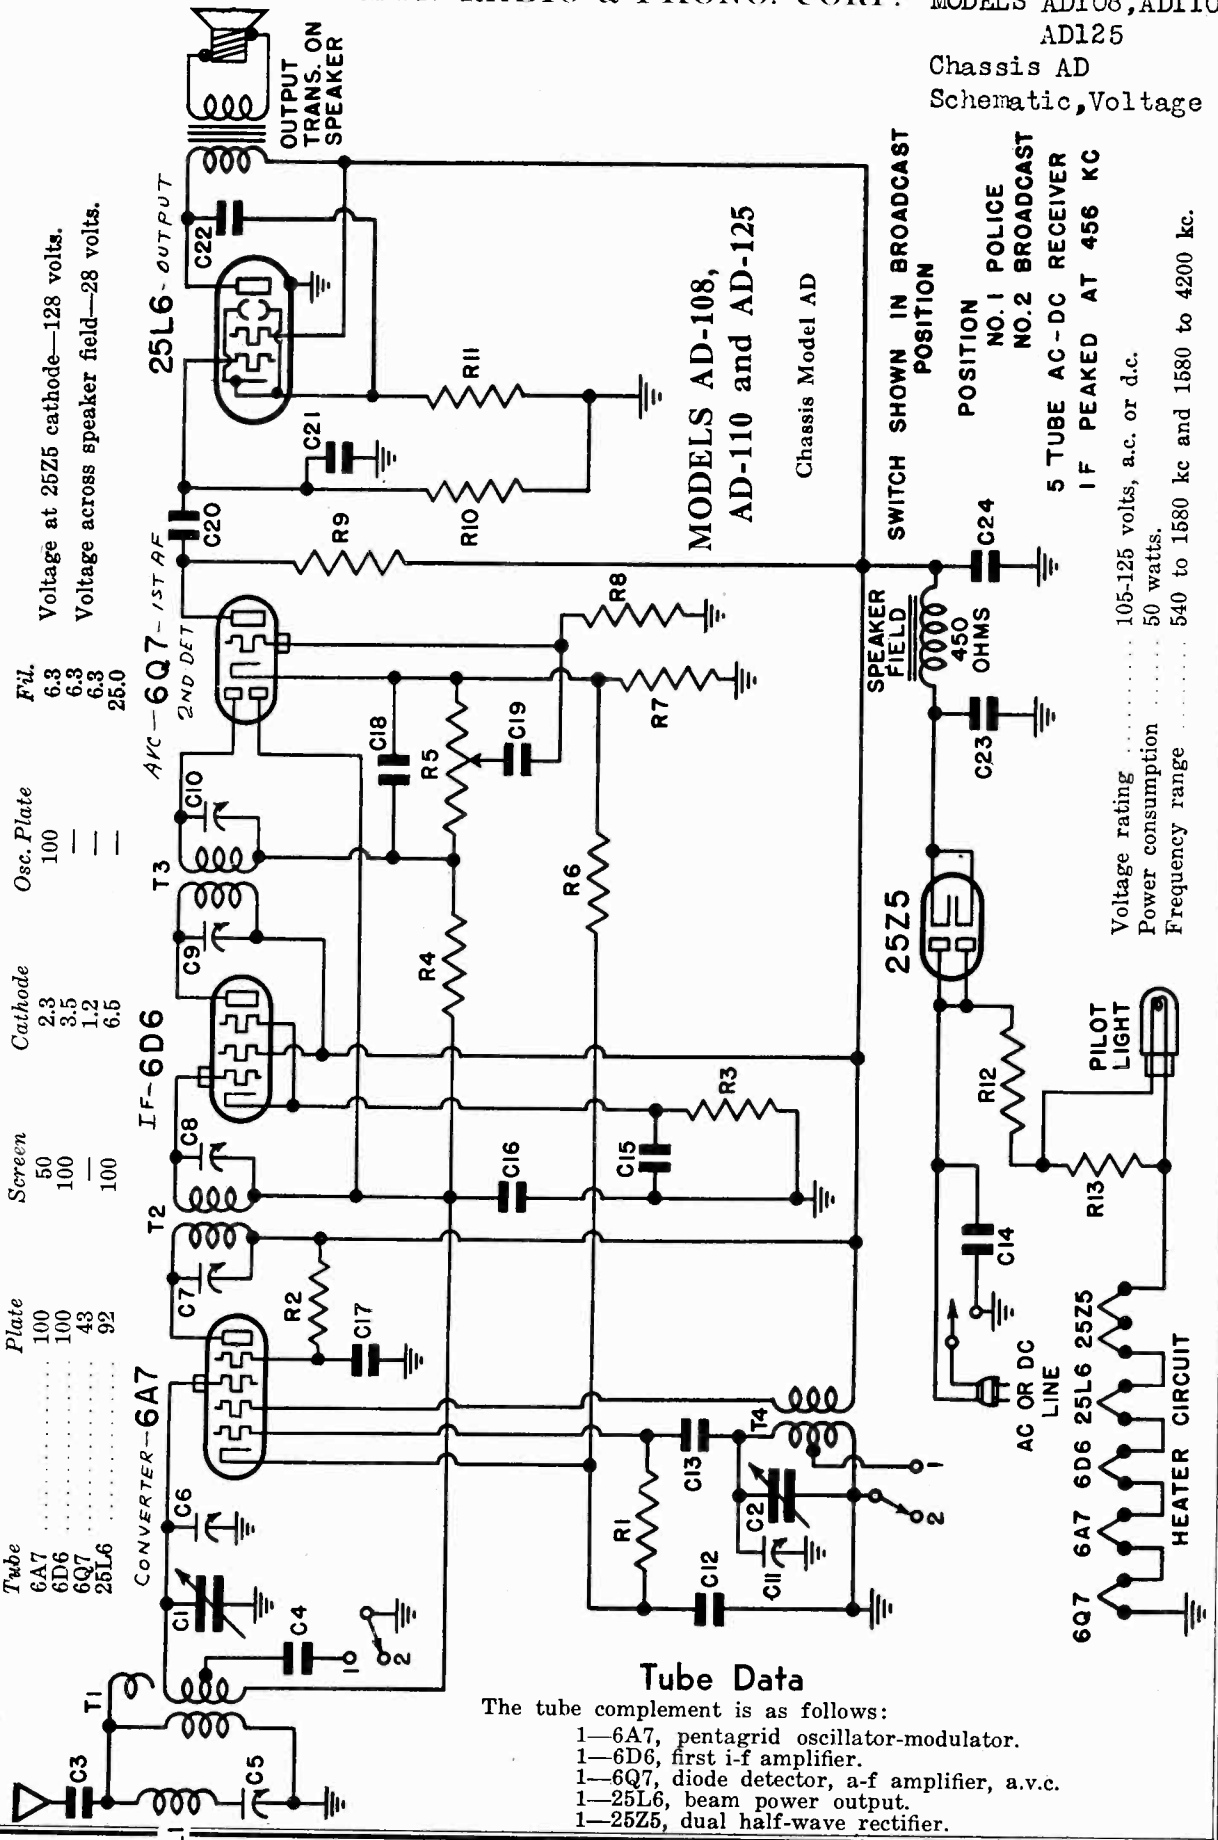 RADIO & PHONO. CORP.
MODELS AD108,AD110
AD125
Chassis AD
Schematic,Voltage
Tube Plate Screen Cathode Osc. Plate Fil.
6A7 ........ 100 50 2.3 100 6.3
6D6 ........ 100 100 3.5 — 6.3
6Q7 ........ 43 — 1.2 — 6.3
25L6 ........ 92 100 6.5 — 25.0
Voltage at 25Z5 cathode—128 volts.
Voltage across speaker field—28 volts.
CONVERTER—6A7
IF-6D6
AVC—6Q7-1ST AF
2ND DET
25L6-OUTPUT
OUTPUT
TRANS. ON
SPEAKER
C3
T1
C5
C1
C6
C4
1
2
C7
T2
C8
C9
T3
C10
R2
C17
C16
C15
R3
R4
R5
C18
C19
R6
R7
R8
R9
C20
C21
R10
R11
C22
R1
C12
C13
C11
C2
T4
1
2
MODELS AD-108,
AD-110 and AD-125
Chassis Model AD
SWITCH SHOWN IN BROADCAST
POSITION
POSITION
NO. 1 POLICE
NO. 2 BROADCAST
5 TUBE AC-DC RECEIVER
IF PEAKED AT 456 KC
SPEAKER
FIELD
450
OHMS
C23
C24
25Z5
R12
R13
PILOT
LIGHT
C14
AC OR DC
LINE
6Q7 6A7 6D6 25L6 25Z5
HEATER CIRCUIT
Voltage rating ........ 105-125 volts, a.c. or d.c.
Power consumption ........ 50 watts.
Frequency range ........ 540 to 1580 kc and 1580 to 4200 kc.
Tube Data
The tube complement is as follows:
1—6A7, pentagrid oscillator-modulator.
1—6D6, first i-f amplifier.
1—6Q7, diode detector, a-f amplifier, a.v.c.
1—25L6, beam power output.
1—25Z5, dual half-wave rectifier.